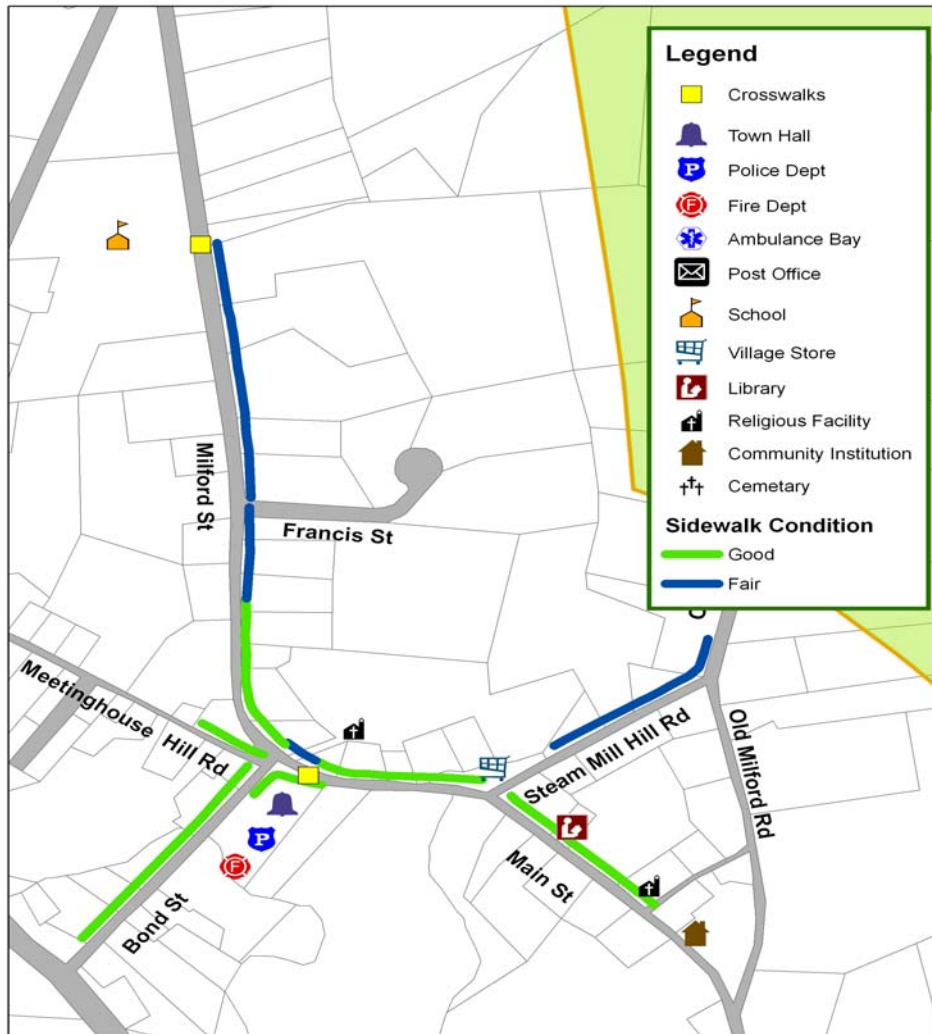 Legend
Crosswalks
Town Hall
P
Police Dept
F
Fire Dept
Ambulance Bay
Post Office
School
Village Store
Library
Religious Facility
Community Institution
Cemetary
Sidewalk Condition
Good
Fair
Milford St
Francis St
Meetinghouse
Hill Rd
Steam Mill Hill Rd
Old Milford Rd
P
F
Bond St
Main St